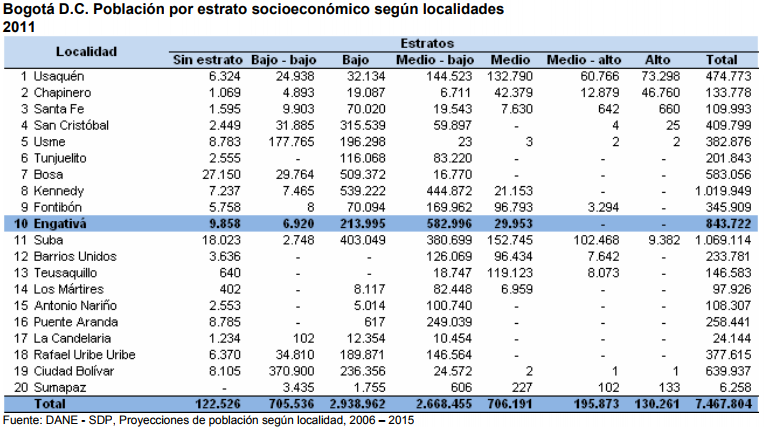 Bogotá D.C. Población por estrato socioeconómico según localidades
2011
Localidad Estratos
Sin estrato Bajo - bajo Bajo Medio - bajo Medio Medio - alto Alto Total
1 Usaquén 6.324 24.938 32.134 144.523 132.790 60.766 73.298 474.773
2 Chapinero 1.069 4.893 19.087 6.711 42.379 12.879 46.760 133.778
3 Santa Fe 1.595 9.903 70.020 19.543 7.630 642 660 109.993
4 San Cristóbal 2.449 31.885 315.539 59.897 - 4 25 409.799
5 Usme 8.783 177.765 196.298 23 3 2 2 382.876
6 Tunjuelito 2.555 - 116.068 83.220 - - - 201.843
7 Bosa 27.150 29.764 509.372 16.770 - - - 583.056
8 Kennedy 7.237 7.465 539.222 444.872 21.153 - - 1.019.949
9 Fontibón 5.758 8 70.094 169.962 96.793 3.294 - 345.909
10 Engativá 9.858 6.920 213.995 582.996 29.953 - - 843.722
11 Suba 18.023 2.748 403.049 380.699 152.745 102.468 9.382 1.069.114
12 Barrios Unidos 3.636 - - 126.069 96.434 7.642 - 233.781
13 Teusaquillo 640 - - 18.747 119.123 8.073 - 146.583
14 Los Mártires 402 - 8.117 82.448 6.959 - - 97.926
15 Antonio Nariño 2.553 - 5.014 100.740 - - - 108.307
16 Puente Aranda 8.785 - 617 249.039 - - - 258.441
17 La Candelaria 1.234 102 12.354 10.454 - - - 24.144
18 Rafael Uribe Uribe 6.370 34.810 189.871 146.564 - - - 377.615
19 Ciudad Bolívar 8.105 370.900 236.356 24.572 2 1 1 639.937
20 Sumapaz - 3.435 1.755 606 227 102 133 6.258
Total 122.526 705.536 2.938.962 2.668.455 706.191 195.873 130.261 7.467.804
Fuente: DANE - SDP, Proyecciones de población según localidad, 2006 – 2015